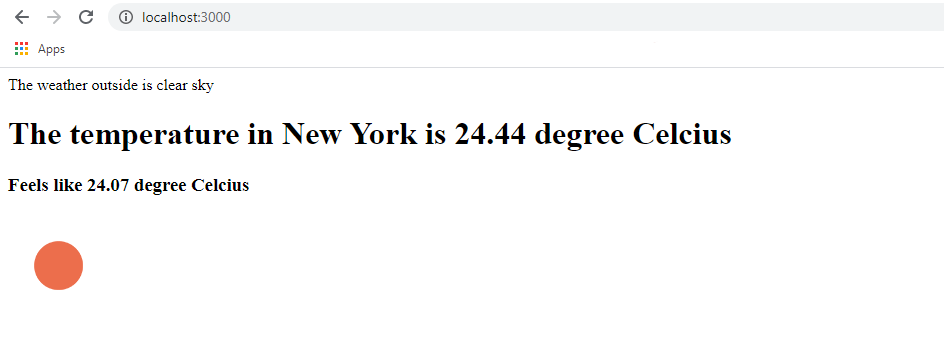 localhost:3000
Apps
The weather outside is clear sky
The temperature in New York is 24.44 degree Celcius
Feels like 24.07 degree Celcius